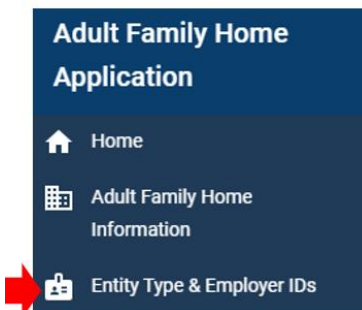 Adult Family Home
Application
Home
Adult Family Home
Information
Entity Type & Employer IDs